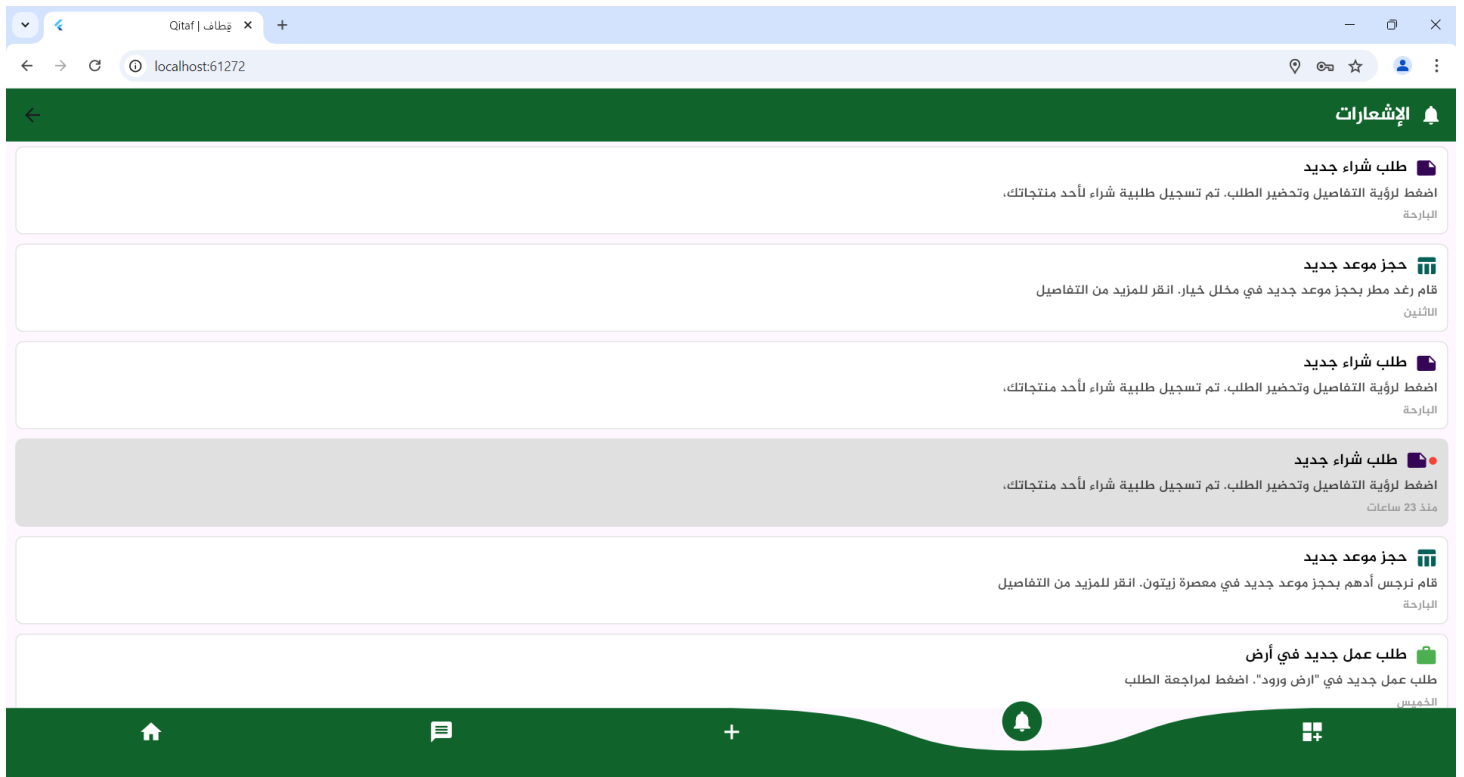 قِطاف | Qitaf
localhost:61272
الإشعارات
طلب شراء جديد
اضغط لرؤية التفاصيل وتحضير الطلب. تم تسجيل طلبية شراء لأحد منتجاتك،
البارحة
حجز موعد جديد
قام رغد مطر بحجز موعد جديد في مخلل خيار. انقر للمزيد من التفاصيل
الاثنين
طلب شراء جديد
اضغط لرؤية التفاصيل وتحضير الطلب. تم تسجيل طلبية شراء لأحد منتجاتك،
البارحة
طلب شراء جديد
اضغط لرؤية التفاصيل وتحضير الطلب. تم تسجيل طلبية شراء لأحد منتجاتك،
منذ 23 ساعات
حجز موعد جديد
قام نرجس أدهم بحجز موعد جديد في معصرة زيتون. انقر للمزيد من التفاصيل
البارحة
طلب عمل جديد في أرض
طلب عمل جديد في "ارض ورود". اضغط لمراجعة الطلب
الخميس